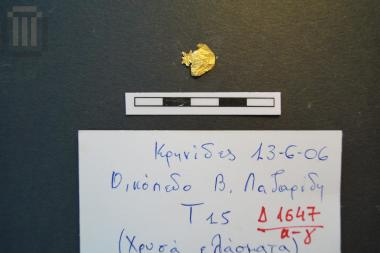 Κρηνίδες 13-6-06
Οικόπεδο Β. Λαζαρίδη
Τ15 Δ 1647
α-γ
(Χρυσά ελάσματα)